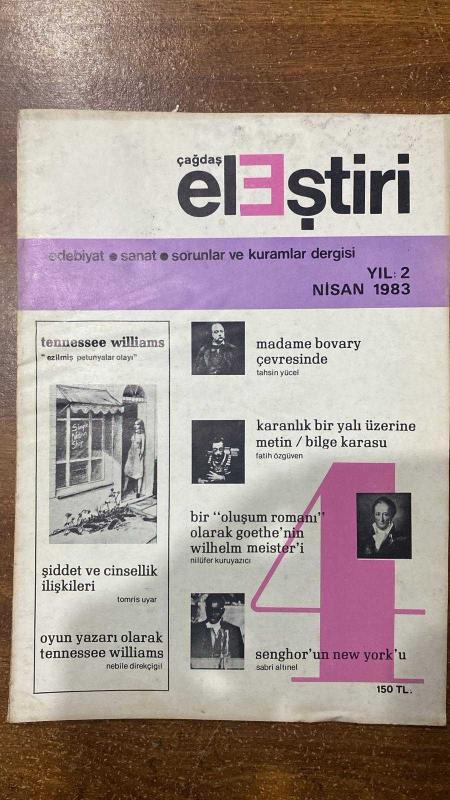 çağdaş
elEştiri
edebiyat ● sanat ● sorunlar ve kuramlar dergisi
YIL: 2
NİSAN 1983
tennessee williams
"ezilmiş petunyalar olayı"
Simple
Notion
Shop
şiddet ve cinsellik
ilişkileri
tomris uyar
oyun yazarı olarak
tennessee williams
nebile direkçigil
madame bovary
çevresinde
tahsin yücel
karanlık bir yalı üzerine
metin / bilge karasu
fatih özgüven
bir "oluşum romanı"
olarak goethe'nin
wilhelm meister'i
nilüfer kuruyazıcı
senghor'un new york'u
sabri altınel
4
150 TL.